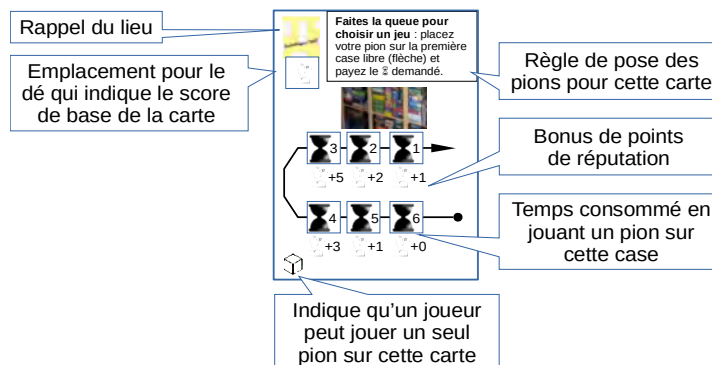 Rappel du lieu
Emplacement pour le
dé qui indique le score
de base de la carte
Faites la queue pour
choisir un jeu : placez
votre pion sur la première
case libre (flèche) et
payez le ⌛ demandé.
Règle de pose des
pions pour cette carte
3 2 1
+5 +2 +1
Bonus de points
de réputation
4 5 6
+3 +1 +0
Temps consommé en
jouant un pion sur
cette case
Indique qu'un joueur
peut jouer un seul
pion sur cette carte